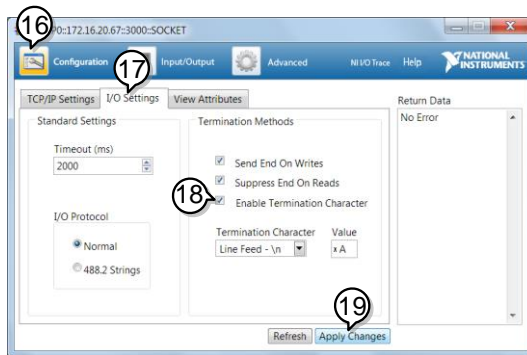 16
P0::172.16.20.67::3000::SOCKET
Configuration
17
Input/Output
Advanced
NI I/O Trace
Help
NATIONAL INSTRUMENTS
TCP/IP Settings
I/O Settings
View Attributes
Return Data
Standard Settings
Termination Methods
No Error
Timeout (ms)
2000
Send End On Writes
Suppress End On Reads
18
Enable Termination Character
I/O Protocol
Normal
488.2 Strings
Termination Character
Value
Line Feed - \n
x A
19
Refresh
Apply Changes